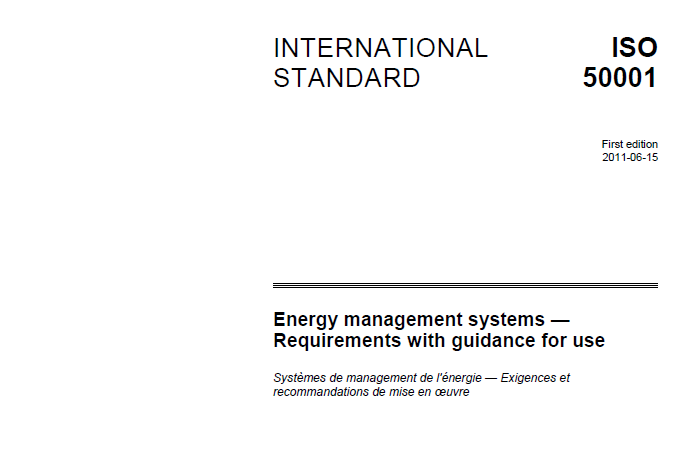 INTERNATIONAL STANDARD
ISO 50001
First edition
2011-06-15
Energy management systems —
Requirements with guidance for use
Systèmes de management de l'énergie — Exigences et
recommandations de mise en œuvre